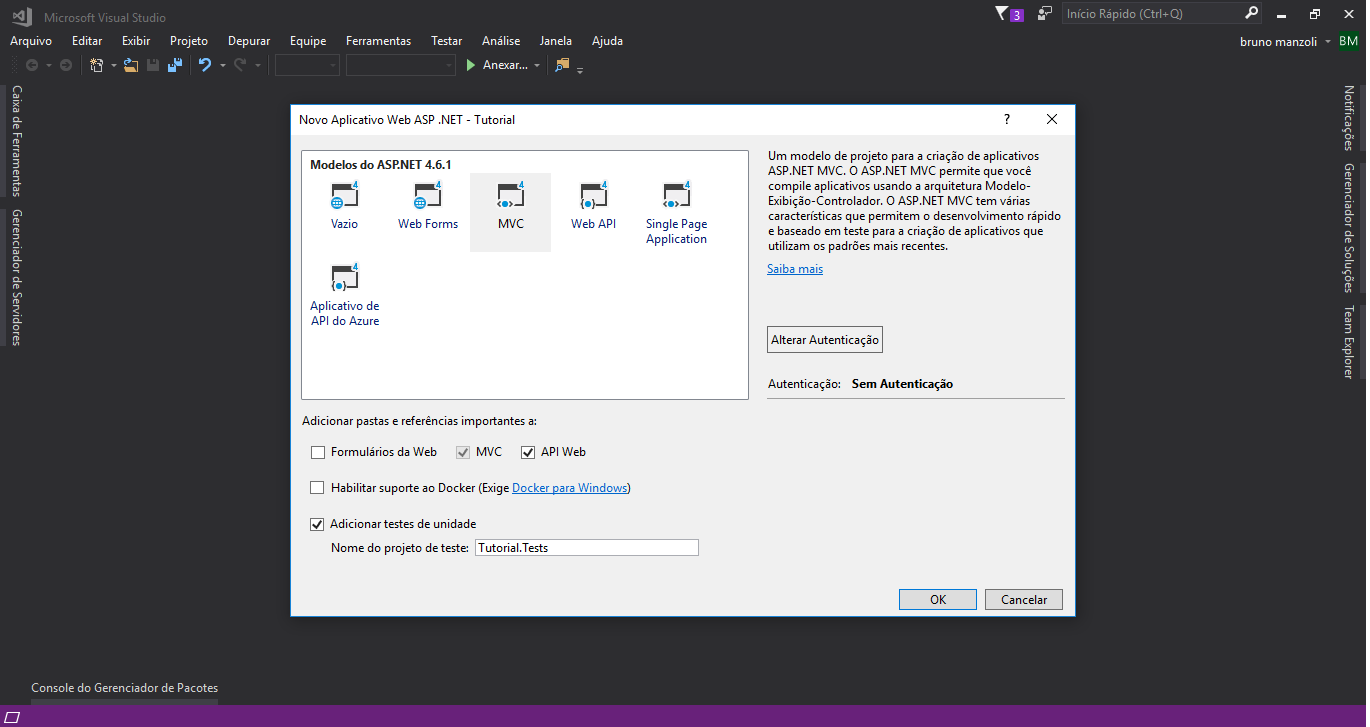 Microsoft Visual Studio
3
Início Rápido (Ctrl+Q)
Arquivo Editar Exibir Projeto Depurar Equipe Ferramentas Testar Análise Janela Ajuda
bruno manzoli BM
Anexar...
Caixa de Ferramentas
Gerenciador de Servidores
Novo Aplicativo Web ASP .NET - Tutorial
?
Modelos do ASP.NET 4.6.1
4 4 4 4 4
Vazio Web Forms MVC Web API Single Page
Application
4
Aplicativo de
API do Azure
Um modelo de projeto para a criação de aplicativos
ASP.NET MVC. O ASP.NET MVC permite que você
compile aplicativos usando a arquitetura Modelo-
Exibição-Controlador. O ASP.NET MVC tem várias
características que permitem o desenvolvimento rápido
e baseado em teste para a criação de aplicativos que
utilizam os padrões mais recentes.
Saiba mais
Alterar Autenticação
Autenticação: Sem Autenticação
Adicionar pastas e referências importantes a:
Formulários da Web MVC API Web
Habilitar suporte ao Docker (Exige Docker para Windows)
Adicionar testes de unidade
Nome do projeto de teste: Tutorial.Tests
OK Cancelar
Notificações
Gerenciador de Soluções
Team Explorer
Console do Gerenciador de Pacotes